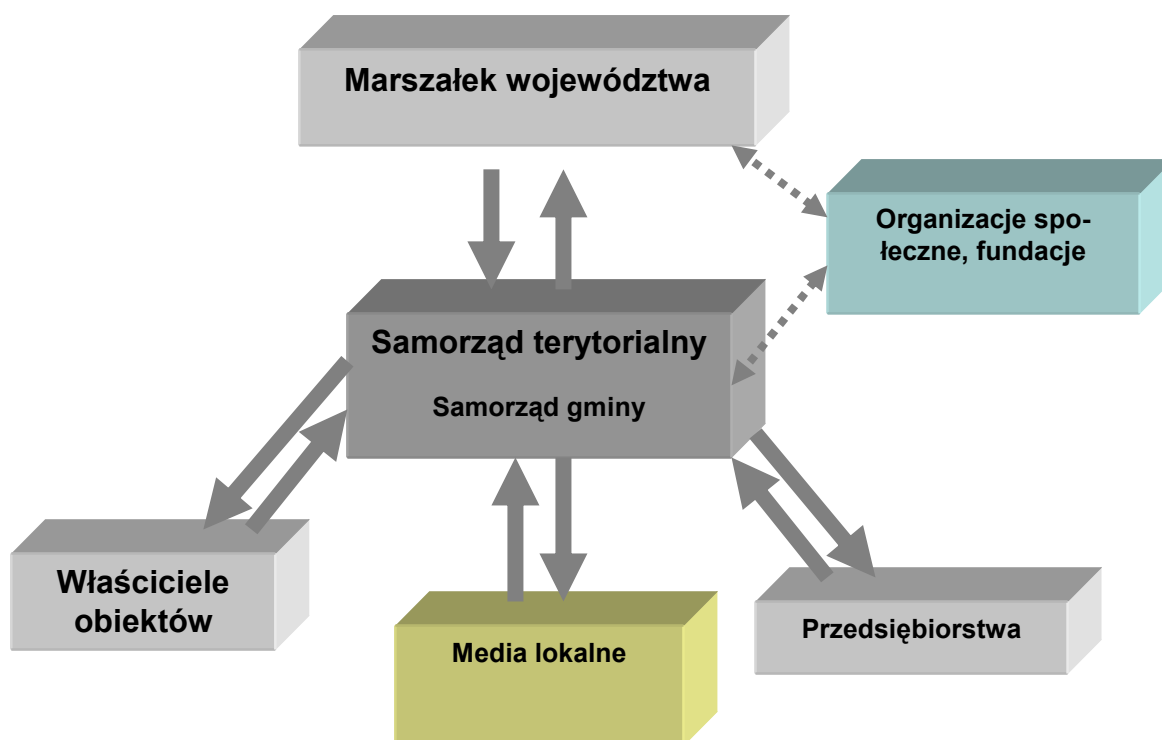 Marszałek województwa
Organizacje spo-
łeczne, fundacje
Samorząd terytorialny
Samorząd gminy
Właściciele
obiektów
Media lokalne
Przedsiębiorstwa